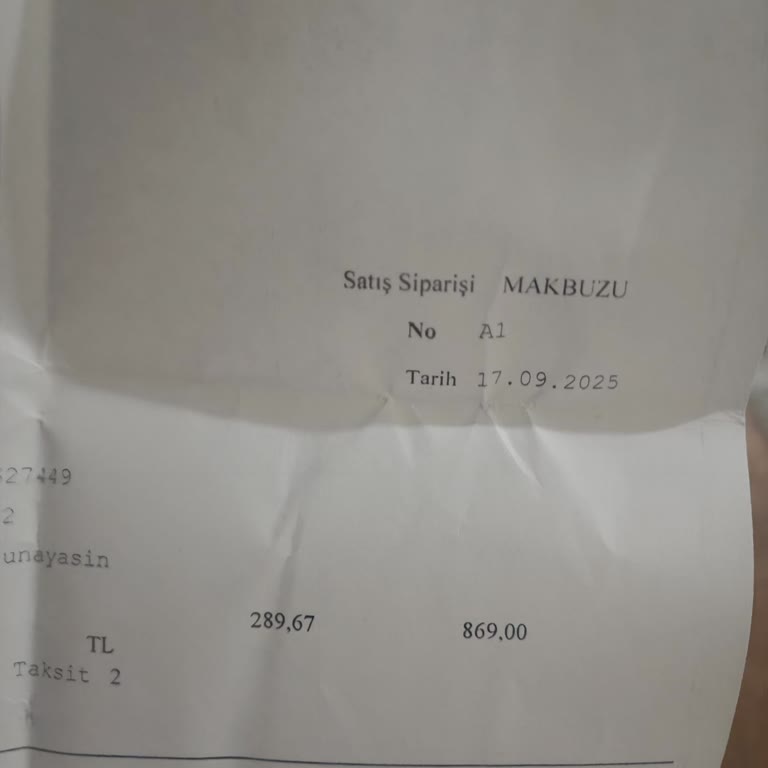 Satış Siparişi MAKBUZU
No A1
Tarih 17.09.2025
27449
2
unayasin
289,67 869,00
TL
Taksit 2